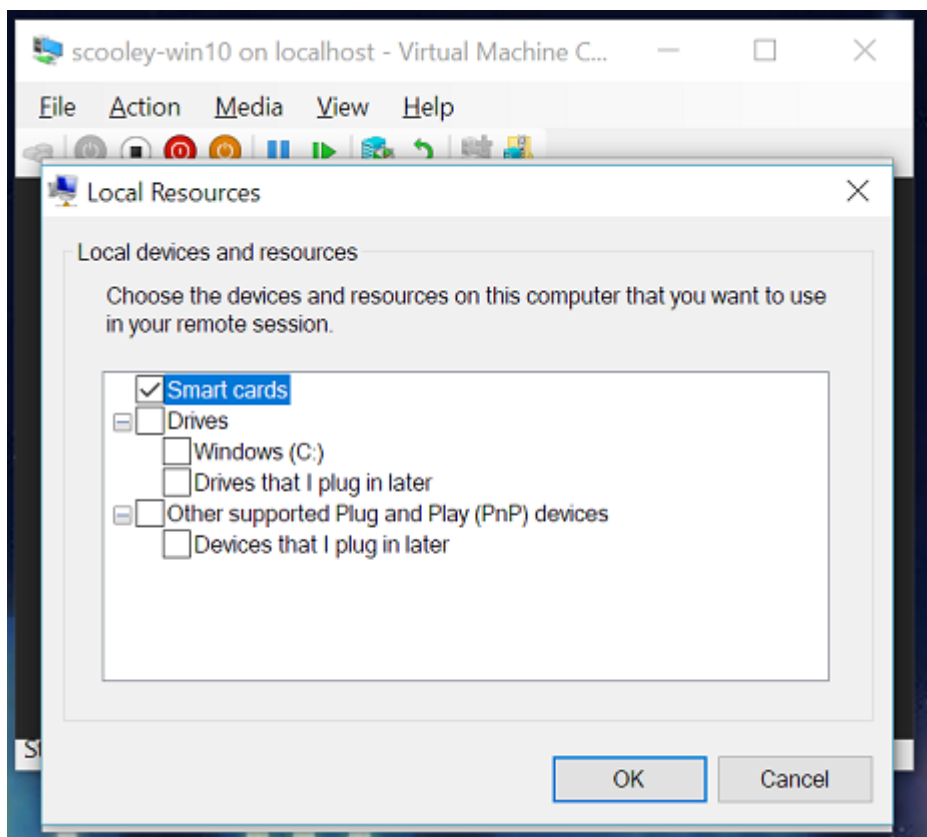 scooley-win10 on localhost - Virtual Machine C...
File Action Media View Help
Local Resources
Local devices and resources
Choose the devices and resources on this computer that you want to use
in your remote session.
Smart cards
Drives
Windows (C:)
Drives that I plug in later
Other supported Plug and Play (PnP) devices
Devices that I plug in later
OK Cancel